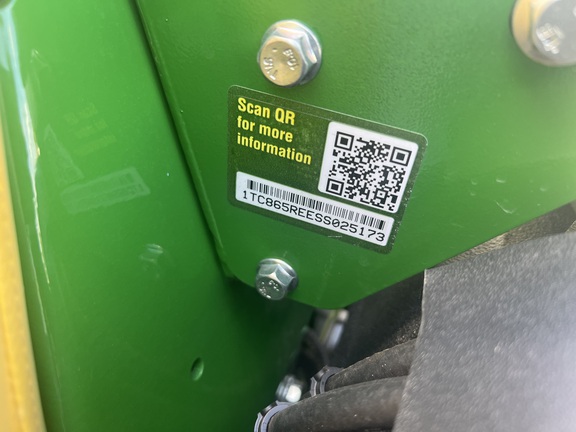 Scan QR
for more
information
1TC865REESS025173